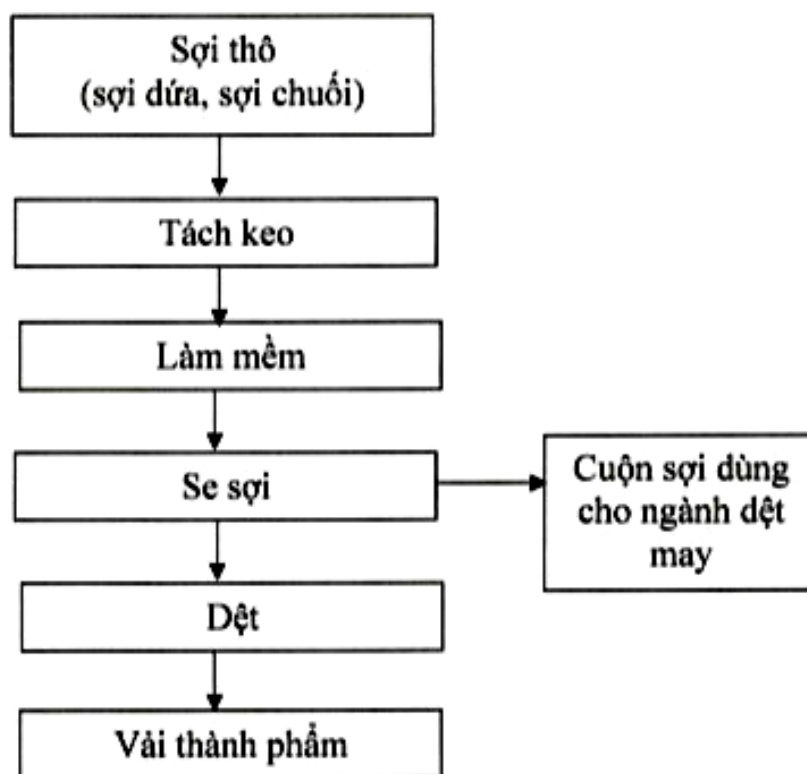 Sợi thô
(sợi dứa, sợi chuối)
Tách keo
Làm mềm
Se sợi
Cuộn sợi dùng
cho ngành dệt
may
Dệt
Vải thành phẩm